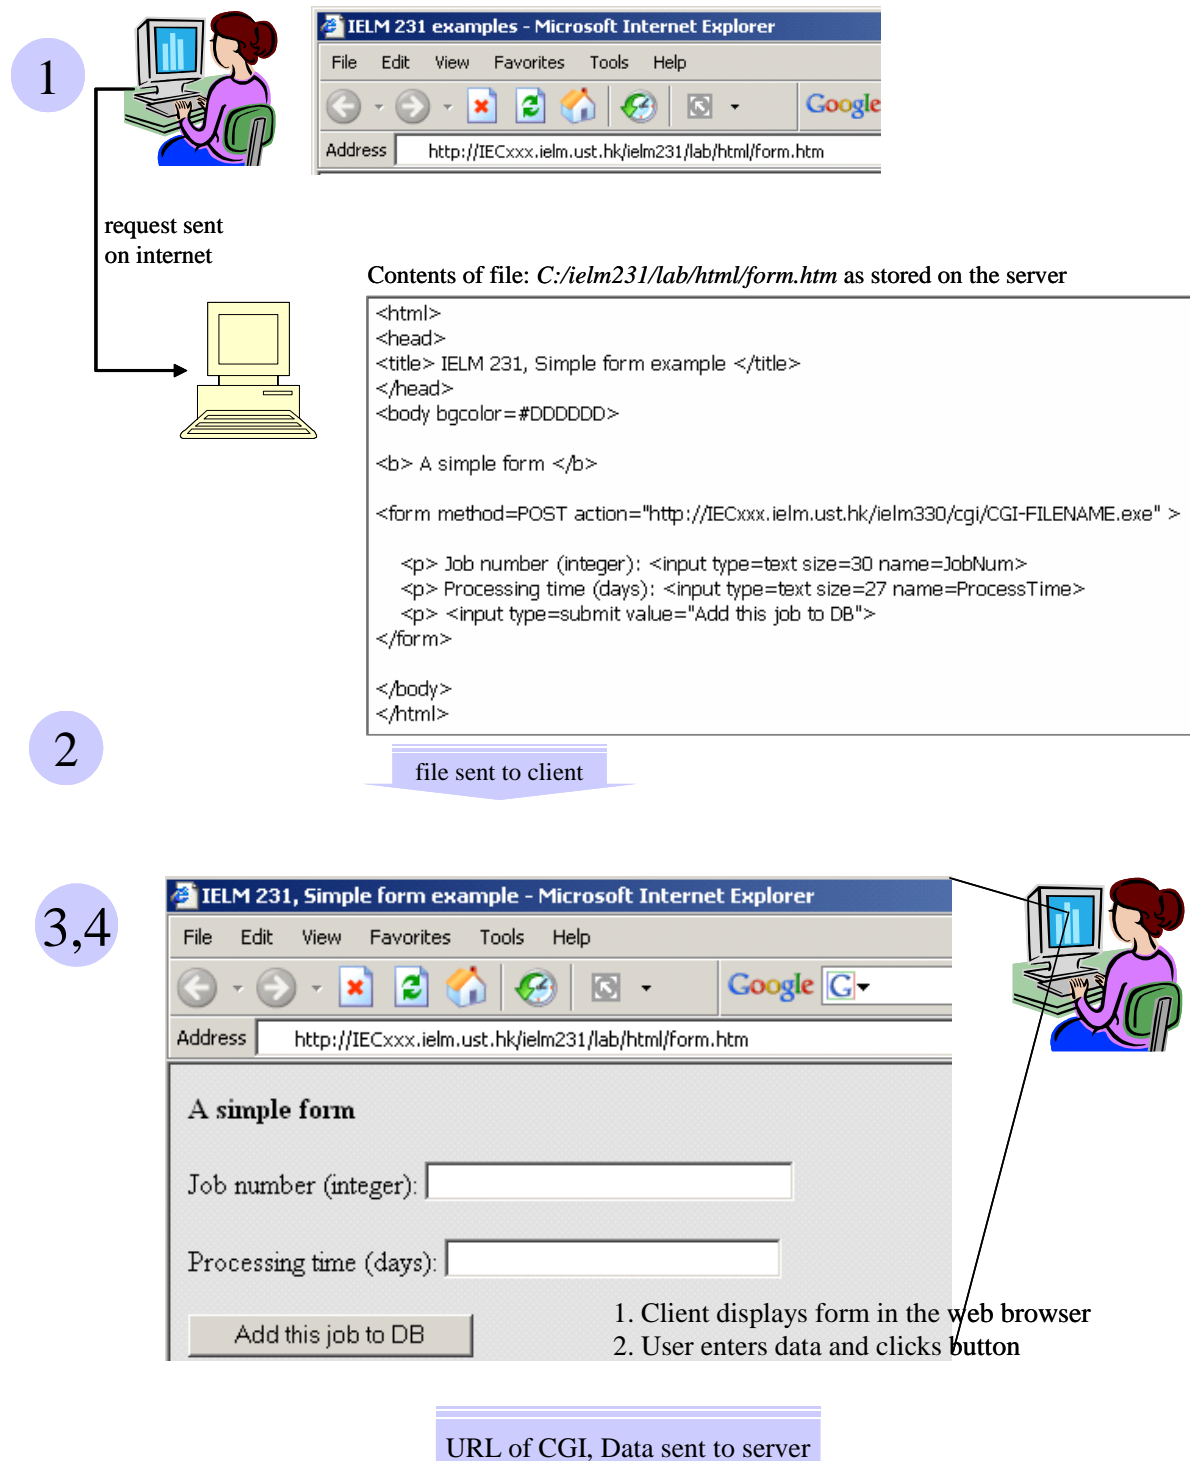 1
IELM 231 examples - Microsoft Internet Explorer
File Edit View Favorites Tools Help
Google
Address http://IECxxx.ielm.ust.hk/ielm231/lab/html/form.htm
request sent
on internet
Contents of file: C:/ielm231/lab/html/form.htm as stored on the server
<html>
<head>
<title> IELM 231, Simple form example </title>
</head>
<body bgcolor=#DDDDDD>
<b> A simple form </b>
<form method=POST action="http://IECxxx.ielm.ust.hk/ielm330/cgi/CGI-FILENAME.exe" >
<p> Job number (integer): <input type=text size=30 name=JobNum>
<p> Processing time (days): <input type=text size=27 name=ProcessTime>
<p> <input type=submit value="Add this job to DB">
</form>
</body>
</html>
2
file sent to client
3,4
IELM 231, Simple form example - Microsoft Internet Explorer
File Edit View Favorites Tools Help
Google G
Address http://IECxxx.ielm.ust.hk/ielm231/lab/html/form.htm
A simple form
Job number (integer):
Processing time (days):
Add this job to DB
1. Client displays form in the web browser
2. User enters data and clicks button
URL of CGI, Data sent to server